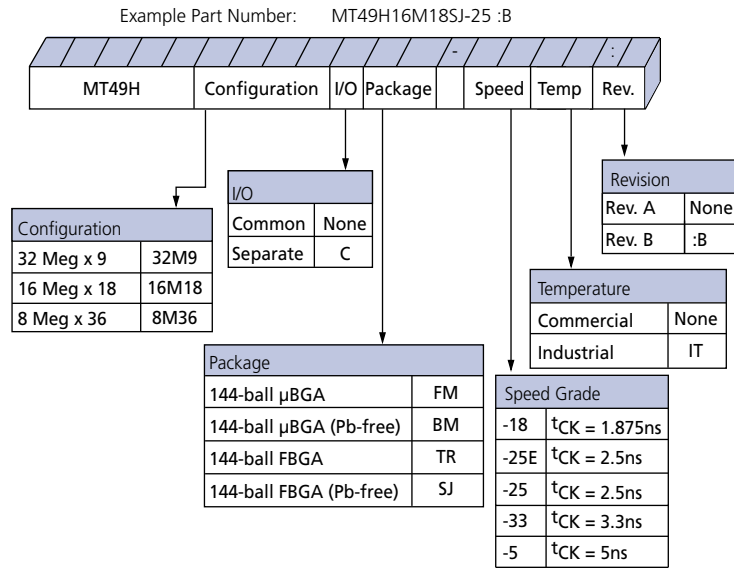 Example Part Number: MT49H16M18SJ-25 :B
- :
MT49H Configuration I/O Package Speed Temp Rev.
Configuration
32 Meg x 9 32M9
16 Meg x 18 16M18
8 Meg x 36 8M36
I/O
Common None
Separate C
Package
144-ball µBGA FM
144-ball µBGA (Pb-free) BM
144-ball FBGA TR
144-ball FBGA (Pb-free) SJ
Speed Grade
-18 tCK = 1.875ns
-25E tCK = 2.5ns
-25 tCK = 2.5ns
-33 tCK = 3.3ns
-5 tCK = 5ns
Temperature
Commercial None
Industrial IT
Revision
Rev. A None
Rev. B :B